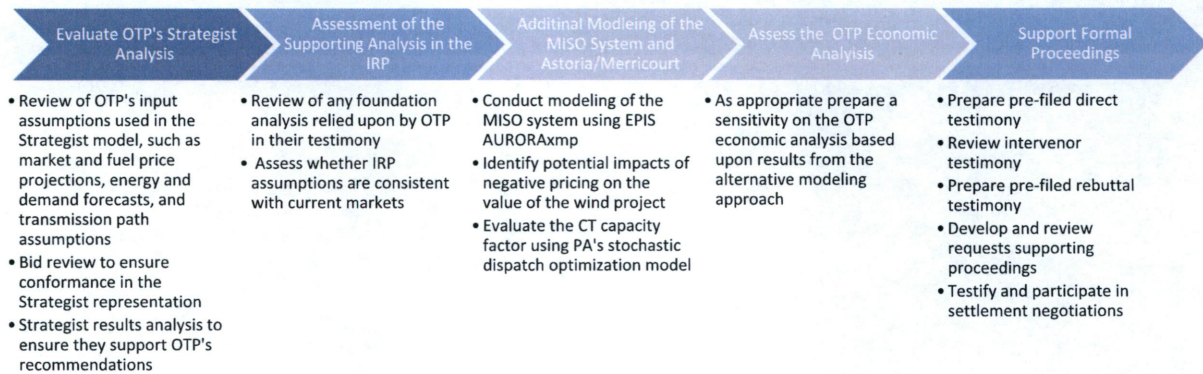 Evaluate OTP's Strategist
Analysis
Assessment of the
Supporting Analysis in the
IRP
Additinal Modleing of the
MISO System and
Astoria/Merricourt
Assess the OTP Economic
Analyisis
Support Formal
Proceedings
• Review of OTP's input
assumptions used in the
Strategist model, such as
market and fuel price
projections, energy and
demand forecasts, and
transmission path
assumptions
• Bid review to ensure
conformance in the
Strategist representation
• Strategist results analysis to
ensure they support OTP's
recommendations
• Review of any foundation
analysis relied upon by OTP
in their testimony
• Assess whether IRP
assumptions are consistent
with current markets
• Conduct modeling of the
MISO system using EPIS
AURORAxmp
• Identify potential impacts of
negative pricing on the
value of the wind project
• Evaluate the CT capacity
factor using PA's stochastic
dispatch optimization model
• As appropriate prepare a
sensitivity on the OTP
economic analysis based
upon results from the
alternative modeling
approach
• Prepare pre-filed direct
testimony
• Review intervenor
testimony
• Prepare pre-filed rebuttal
testimony
• Develop and review
requests supporting
proceedings
• Testify and participate in
settlement negotiations